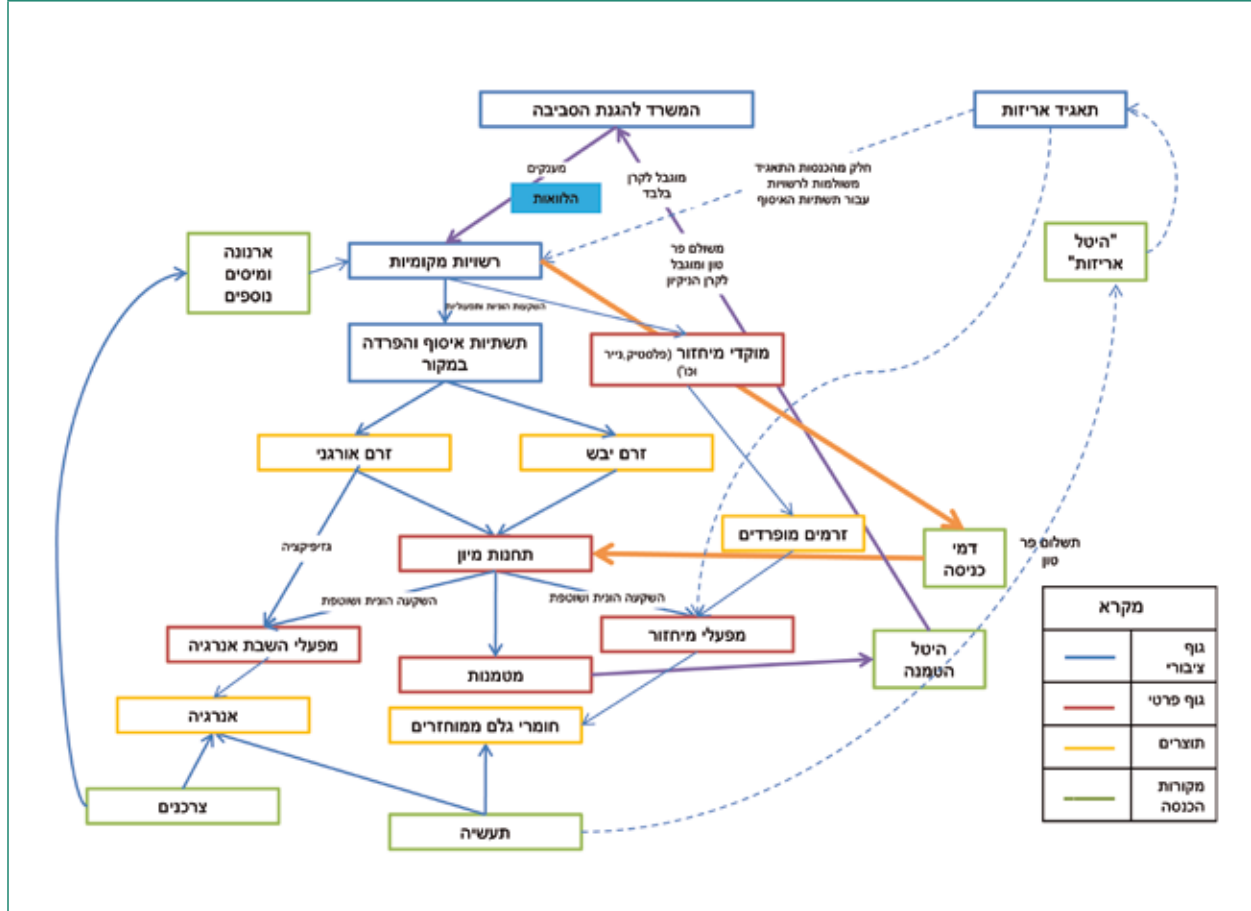 המשרד להגנת הסביבה
תאגיד אריזות
מענקים
הלוואות
מוגבל לקרן
בלבד
חלק מהכנסות התאגיד
משולמות לרשויות
עבור תשתיות האיסוף
"היטל
אריזות"
ארנונה
ומיסים
נוספים
רשויות מקומיות
משולם פר
טון ומוגבל
לקרן הניקיון
השקעות הוניות ותפעוליות
תשתיות איסוף והפרדה
במקור
מוקדי מיחזור (פלסטיק,נייר
וכו')
זרם אורגני
זרם יבש
גזיפיקציה
תחנות מיון
זרמים מופרדים
דמי
כניסה
תשלום פר
טון
השקעה הונית ושוטפת
השקעה הונית ושוטפת
מפעלי השבת אנרגיה
מפעלי מיחזור
מטמנות
היטל
הטמנה
אנרגיה
חומרי גלם ממוחזרים
צרכנים
תעשיה
מקרא
גוף
ציבורי
גוף פרטי
תוצרים
מקורות
הכנסה